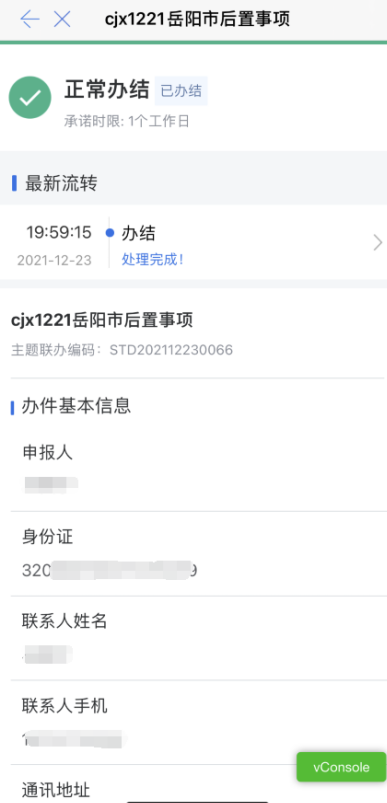 cjx1221岳阳市后置事项
正常办结 已办结
承诺时限: 1个工作日
最新流转
19:59:15 办结
2021-12-23 处理完成!
cjx1221岳阳市后置事项
主题联办编码: STD202112230066
办件基本信息
申报人
身份证
320 9
联系人姓名
联系人手机
1
vConsole
通讯地址